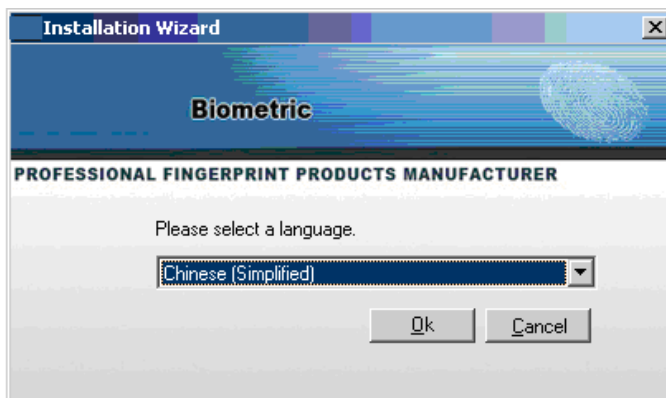 Installation Wizard
Biometric
PROFESSIONAL FINGERPRINT PRODUCTS MANUFACTURER
Please select a language.
Chinese (Simplified)
Ok
Cancel